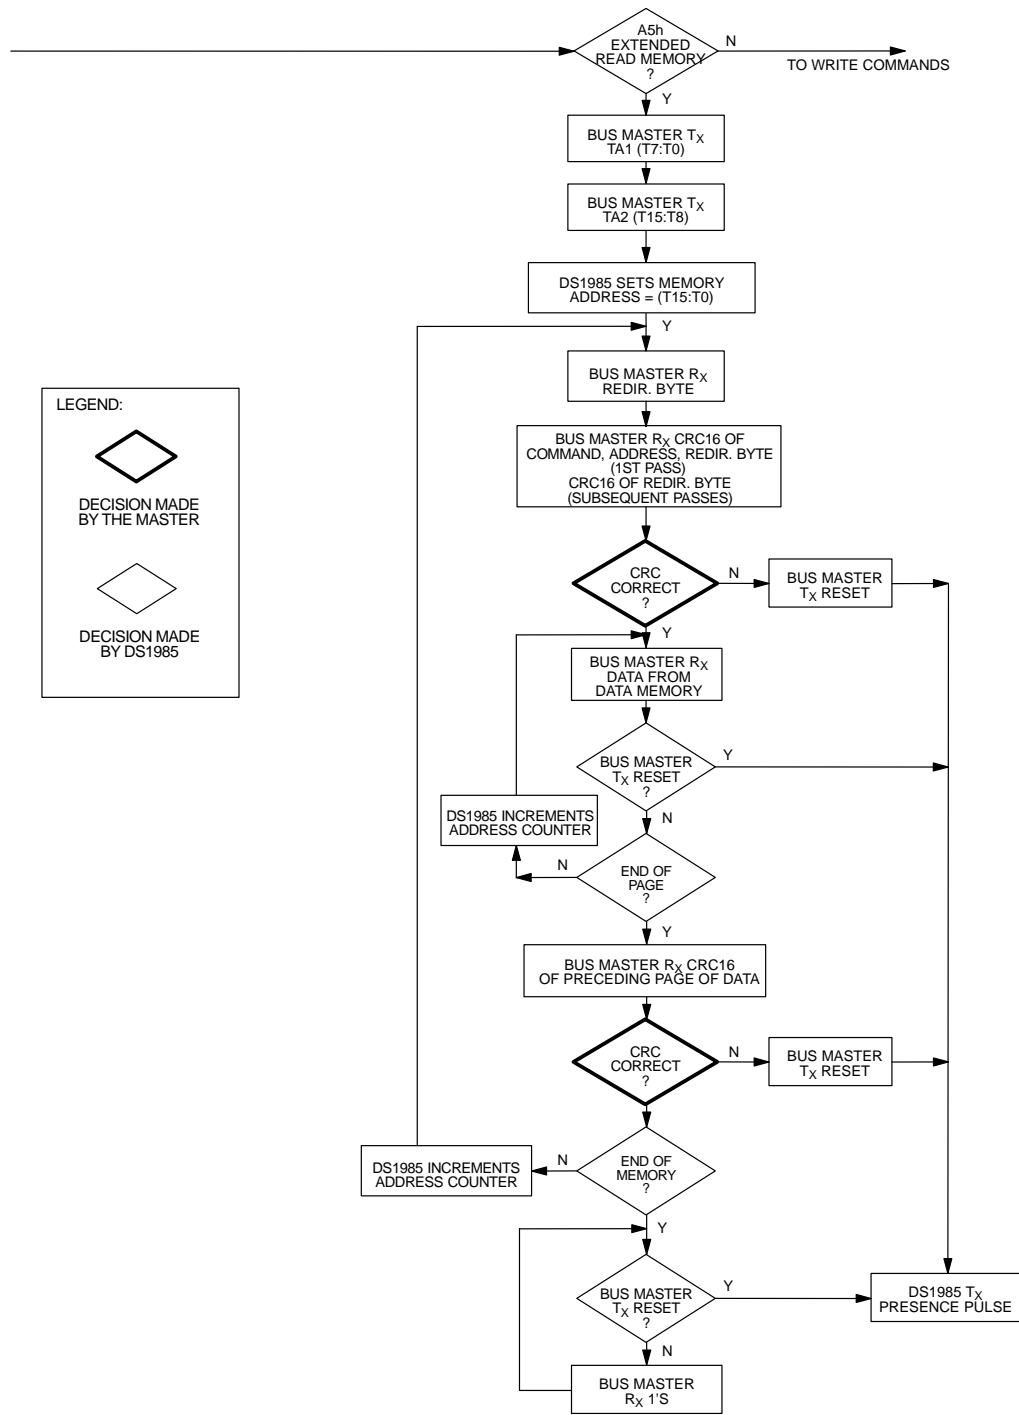 A5h
EXTENDED
READ MEMORY
?
N
TO WRITE COMMANDS
Y
BUS MASTER TX
TA1 (T7:T0)
BUS MASTER TX
TA2 (T15:T8)
DS1985 SETS MEMORY
ADDRESS = (T15:T0)
Y
BUS MASTER RX
REDIR. BYTE
LEGEND:
DECISION MADE
BY THE MASTER
DECISION MADE
BY DS1985
BUS MASTER RX CRC16 OF
COMMAND, ADDRESS, REDIR. BYTE
(1ST PASS)
CRC16 OF REDIR. BYTE
(SUBSEQUENT PASSES)
CRC
CORRECT
?
N
BUS MASTER
TX RESET
Y
BUS MASTER RX
DATA FROM
DATA MEMORY
BUS MASTER
TX RESET
?
Y
N
DS1985 INCREMENTS
ADDRESS COUNTER
END OF
PAGE
?
N
Y
BUS MASTER RX CRC16
OF PRECEDING PAGE OF DATA
CRC
CORRECT
?
N
BUS MASTER
TX RESET
END OF
MEMORY
?
N
DS1985 INCREMENTS
ADDRESS COUNTER
Y
BUS MASTER
TX RESET
?
Y
DS1985 TX
PRESENCE PULSE
N
BUS MASTER
RX 1'S